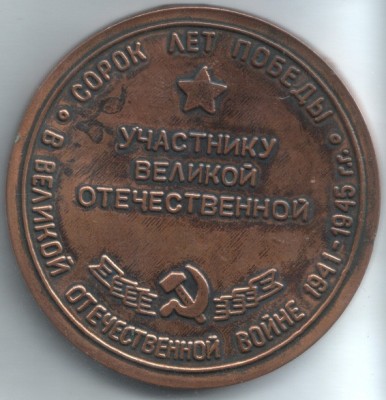 СОРОК ЛЕТ ПОБЕДЫ
В ВЕЛИКОЙ ОТЕЧЕСТВЕННОЙ ВОЙНЕ 1941-1945 г.г.
УЧАСТНИКУ
ВЕЛИКОЙ
ОТЕЧЕСТВЕННОЙ